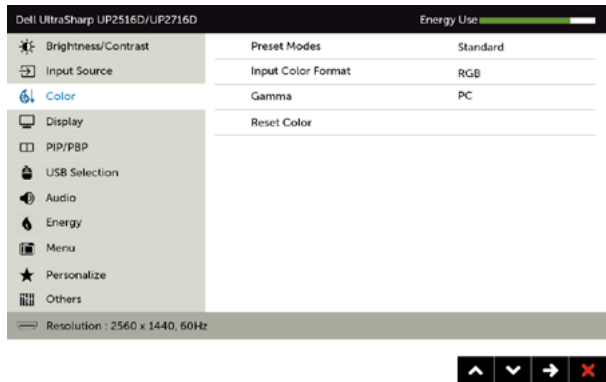 Dell UltraSharp UP2516D/UP2716D Energy Use
Brightness/Contrast Preset Modes Standard
Input Source Input Color Format RGB
Color Gamma PC
Display Reset Color
PIP/PBP
USB Selection
Audio
Energy
Menu
Personalize
Others
Resolution : 2560 x 1440, 60Hz